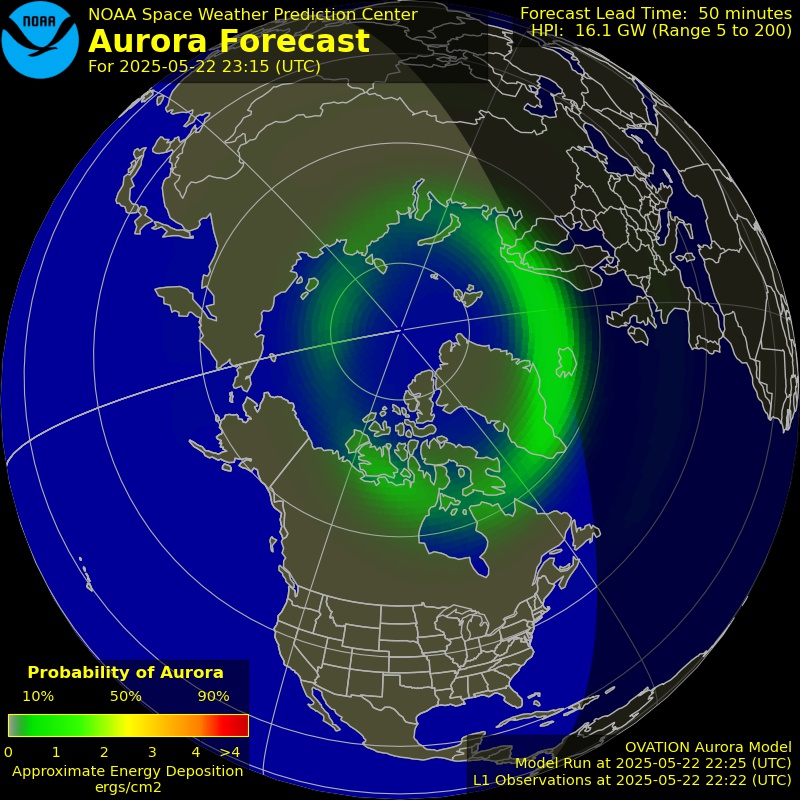 NOAA
NOAA Space Weather Prediction Center
Aurora Forecast
For 2025-05-22 23:15 (UTC)
Forecast Lead Time: 50 minutes
HPI: 16.1 GW (Range 5 to 200)
Probability of Aurora
10% 50% 90%
0 1 2 3 4 >4
Approximate Energy Deposition
ergs/cm2
OVATION Aurora Model
Model Run at 2025-05-22 22:25 (UTC)
L1 Observations at 2025-05-22 22:22 (UTC)